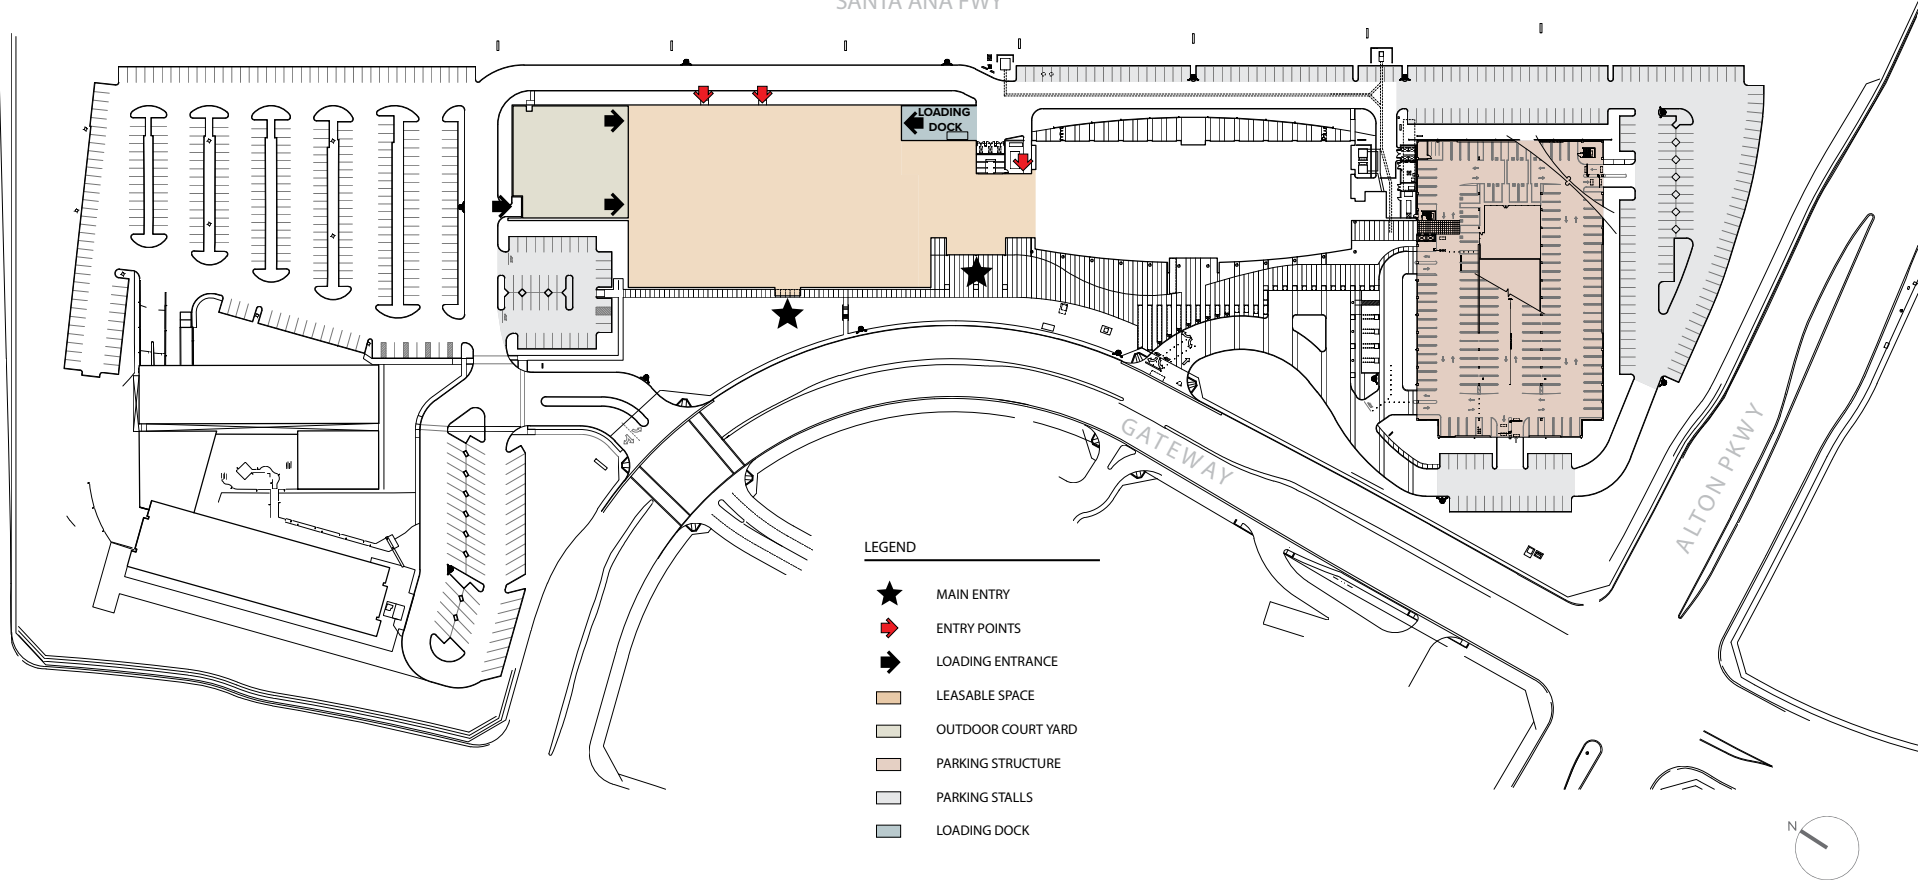 SANTA ANA FWY
LOADING
DOCK
GATEWAY
ALTON PKWY
LEGEND
MAIN ENTRY
ENTRY POINTS
LOADING ENTRANCE
LEASABLE SPACE
OUTDOOR COURT YARD
PARKING STRUCTURE
PARKING STALLS
LOADING DOCK
N